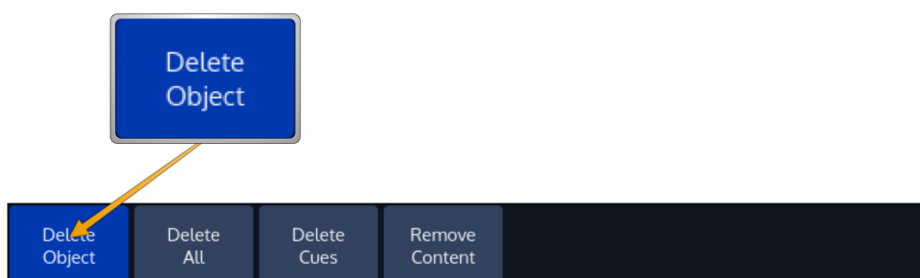 Delete
Object
Delete
Object
Delete
All
Delete
Cues
Remove
Content